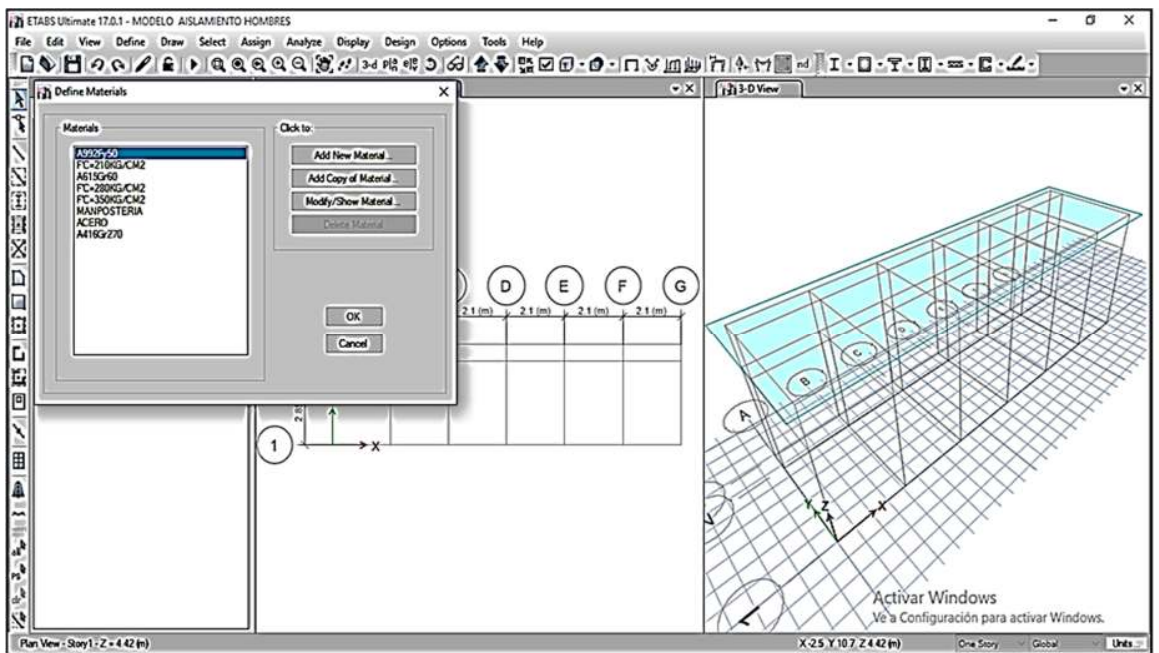 ETABS Ultimate 17.0.1 - MODELO AISLAMIENTO HOMBRES
File Edit View Define Draw Select Assign Analyze Display Design Options Tools Help
3-d
nd
Define Materials
3-D View
Materials
Click to:
A992Fy50
F'C=210KG/CM2
A615Gr60
F'C=280KG/CM2
F'C=350KG/CM2
MANPOSTERIA
ACERO
A416Gr270
Add New Material...
Add Copy of Material...
Modify/Show Material...
Delete Material
OK
Cancel
D E F G
2.1 (m) 2.1 (m) 2.1 (m) 2.1 (m)
1
X
A B C D
X Y Z
Activar Windows
Ve a Configuración para activar Windows.
Plan View - Story1 - Z = 4.42 (m)
X -2.5 Y 10.7 Z 4.42 (m)
One Story Global Units...